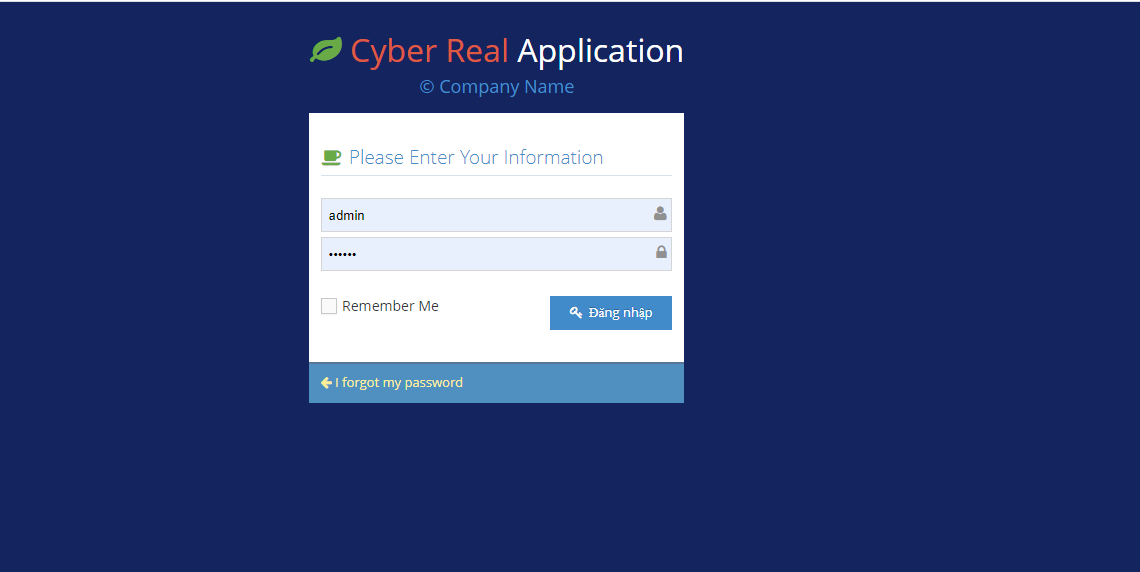 Cyber Real Application
© Company Name
Please Enter Your Information
admin
••••••
Remember Me
Đăng nhập
I forgot my password